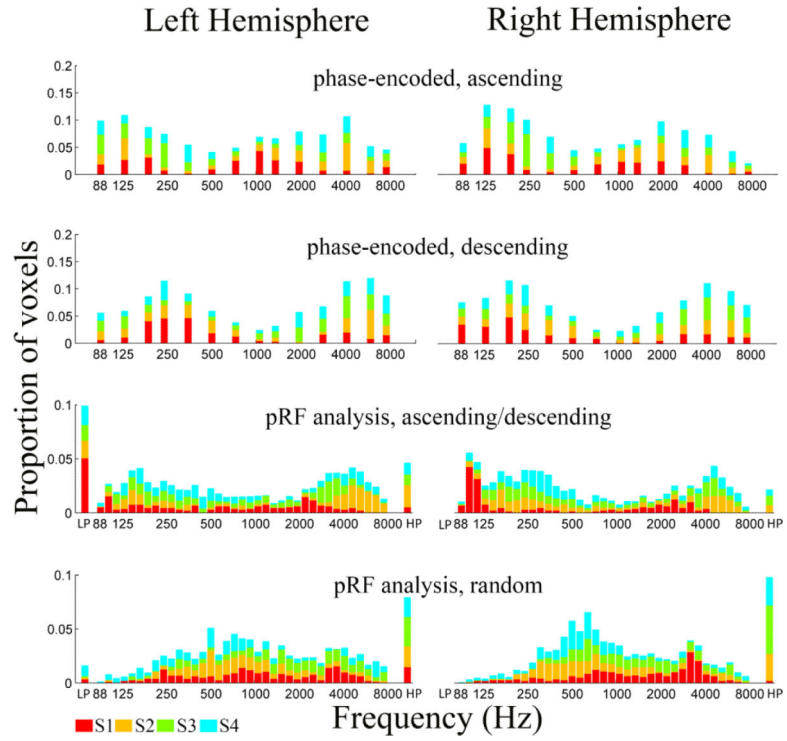 Left Hemisphere Right Hemisphere
phase-encoded, ascending
0.2
0.15
0.1
0.05
0
88 125 250 500 1000 2000 4000 8000 88 125 250 500 1000 2000 4000 8000
phase-encoded, descending
0.2
0.15
0.1
0.05
0
88 125 250 500 1000 2000 4000 8000 88 125 250 500 1000 2000 4000 8000
Proportion of voxels
pRF analysis, ascending/descending
0.1
0.05
0
LP 88 125 250 500 1000 2000 4000 8000 HP LP 88 125 250 500 1000 2000 4000 8000 HP
pRF analysis, random
0.1
0.05
0
LP 88 125 250 500 1000 2000 4000 8000 HP LP 88 125 250 500 1000 2000 4000 8000 HP
S1 S2 S3 S4
Frequency (Hz)